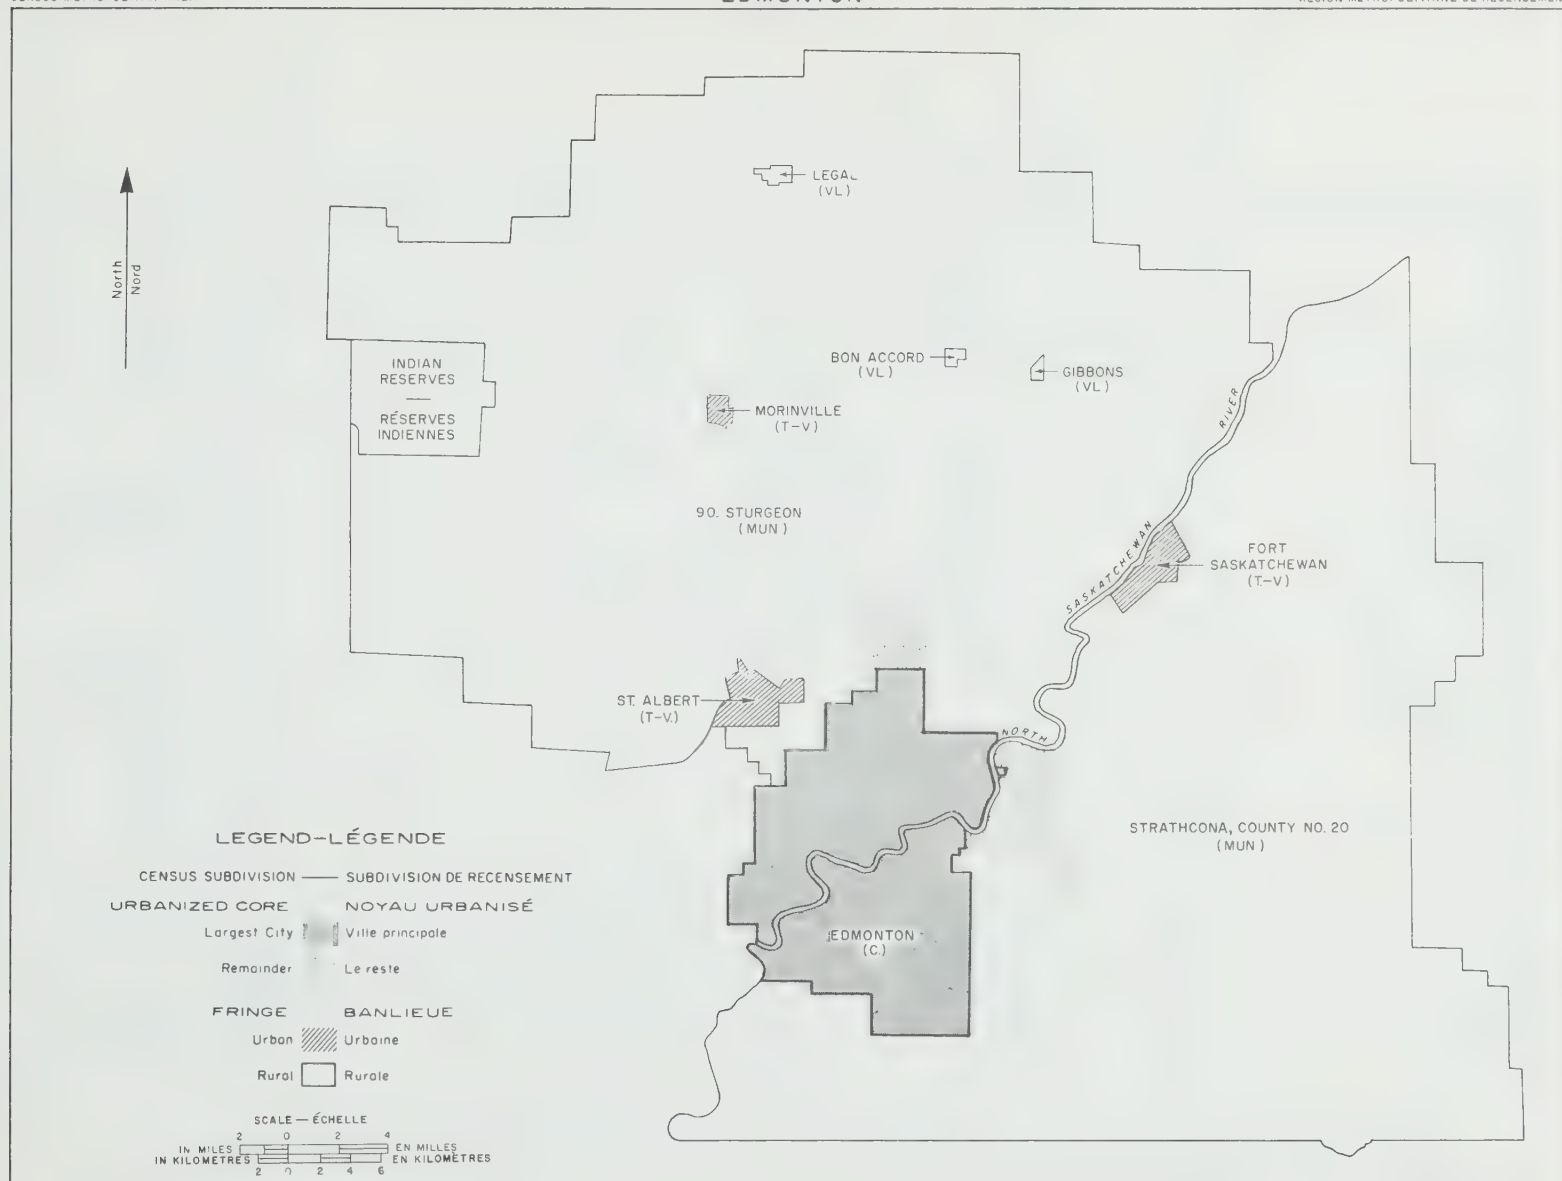 EDMONTON
North
Nord
LEGAL
(VL)
INDIAN
RESERVES
RÉSERVES
INDIENNES
BON ACCORD
(VL)
GIBBONS
(VL)
MORINVILLE
(T-V)
RIVER
90. STURGEON
(MUN)
SASKATCHEWAN
FORT
SASKATCHEWAN
(T.-V.)
ST. ALBERT
(T-V.)
NORTH
STRATHCONA, COUNTY NO. 20
(MUN)
EDMONTON
(C.)
LEGEND-LÉGENDE
CENSUS SUBDIVISION SUBDIVISION DE RECENSEMENT
URBANIZED CORE NOYAU URBANISÉ
Largest City Ville principale
Remainder Le reste
FRINGE BANLIEUE
Urban Urbaine
Rural Rurale
SCALE — ÉCHELLE
2 0 2 4
IN MILES EN MILLES
IN KILOMETRES EN KILOMÈTRES
2 0 2 4 6